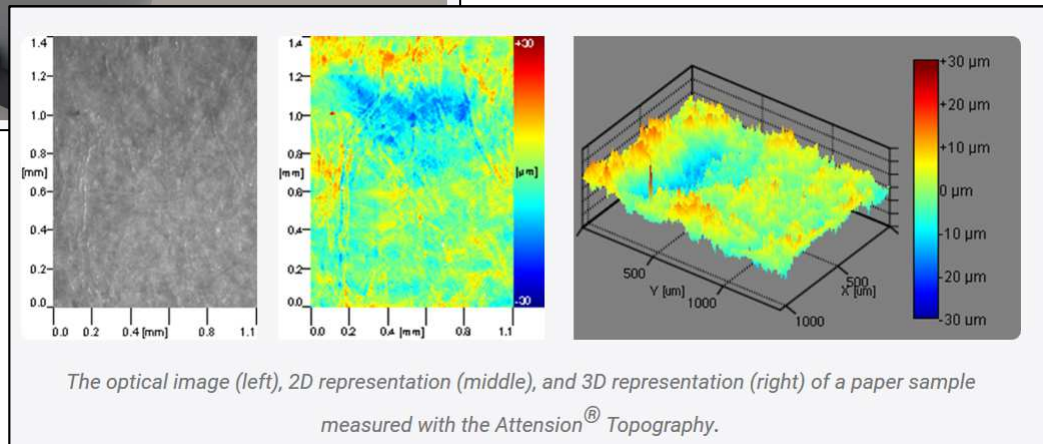 1.4
1.2
1.0
0.8
[mm]
0.6
0.4
0.2
0.0
0.0 0.2 0.4 [mm] 0.8 1.1
1.4
1.2
1.0
0.8
[mm]
0.6
0.4
0.2
0.0
0.0 0.2 0.4 [mm] 0.8 1.1
+30
[µm]
-30
500
Y [um]
1000
500
X [um]
1000
+30 µm
+20 µm
+10 µm
0 µm
-10 µm
-20 µm
-30 µm
The optical image (left), 2D representation (middle), and 3D representation (right) of a paper sample
measured with the Attension® Topography.